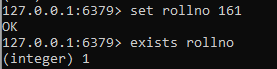 127.0.0.1:6379> set rollno 161
OK
127.0.0.1:6379> exists rollno
(integer) 1